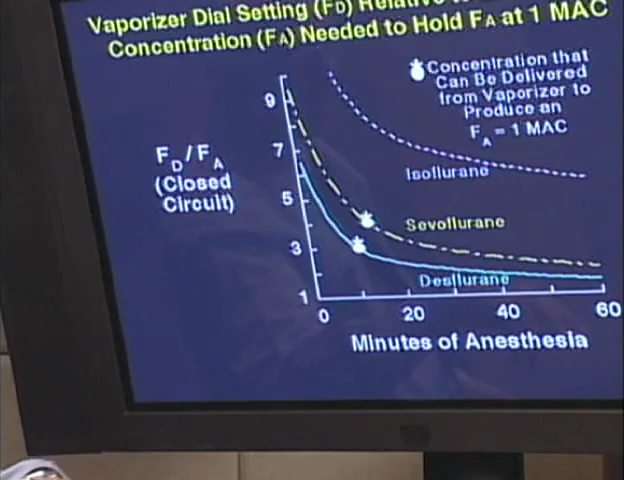 Vaporizer Dial Setting (FD) Relative
Concentration (FA) Needed to Hold FA at 1 MAC
Concentration that
Can Be Delivered
from Vaporizer to
Produce an
FA = 1 MAC
9
7
5
3
1
FD/FA
(Closed
Circuit)
Isoflurane
Sevoflurane
Desflurane
0 20 40 60
Minutes of Anesthesia